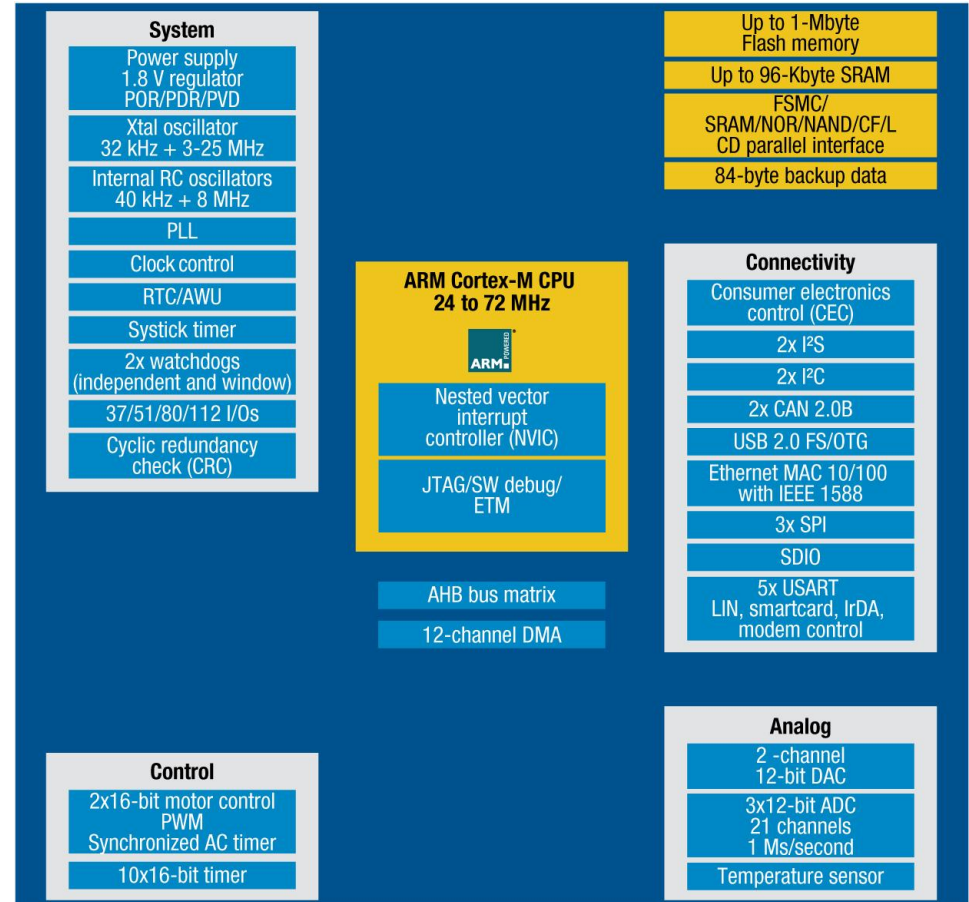 System
Power supply
1.8 V regulator
POR/PDR/PVD
Xtal oscillator
32 kHz + 3-25 MHz
Internal RC oscillators
40 kHz + 8 MHz
PLL
Clock control
RTC/AWU
Systick timer
2x watchdogs
(independent and window)
37/51/80/112 I/Os
Cyclic redundancy
check (CRC)
Control
2x16-bit motor control
PWM
Synchronized AC timer
10x16-bit timer
ARM Cortex-M CPU
24 to 72 MHz
ARM
POWERED
Nested vector
interrupt
controller (NVIC)
JTAG/SW debug/
ETM
AHB bus matrix
12-channel DMA
Up to 1-Mbyte
Flash memory
Up to 96-Kbyte SRAM
FSMC/
SRAM/NOR/NAND/CF/L
CD parallel interface
84-byte backup data
Connectivity
Consumer electronics
control (CEC)
2x I²S
2x I²C
2x CAN 2.0B
USB 2.0 FS/OTG
Ethernet MAC 10/100
with IEEE 1588
3x SPI
SDIO
5x USART
LIN, smartcard, IrDA,
modem control
Analog
2 -channel
12-bit DAC
3x12-bit ADC
21 channels
1 Ms/second
Temperature sensor